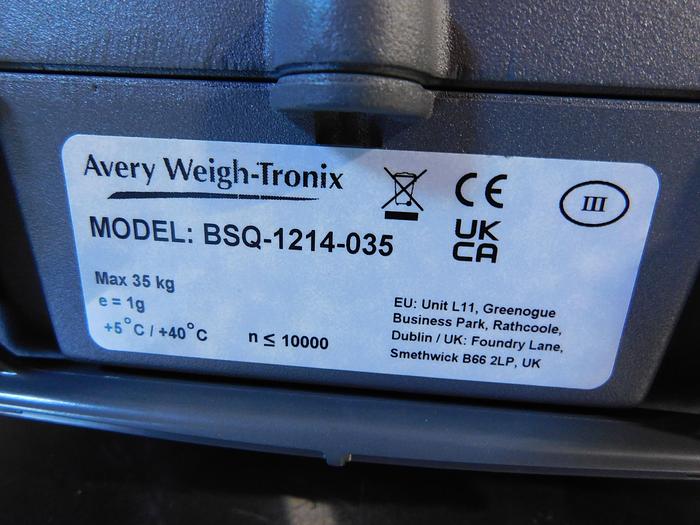 Avery Weigh-Tronix
CE
III
MODEL: BSQ-1214-035
UK
CA
Max 35 kg
e = 1g
+5°C / +40°C
n ≤ 10000
EU: Unit L11, Greenogue
Business Park, Rathcoole,
Dublin / UK: Foundry Lane,
Smethwick B66 2LP, UK